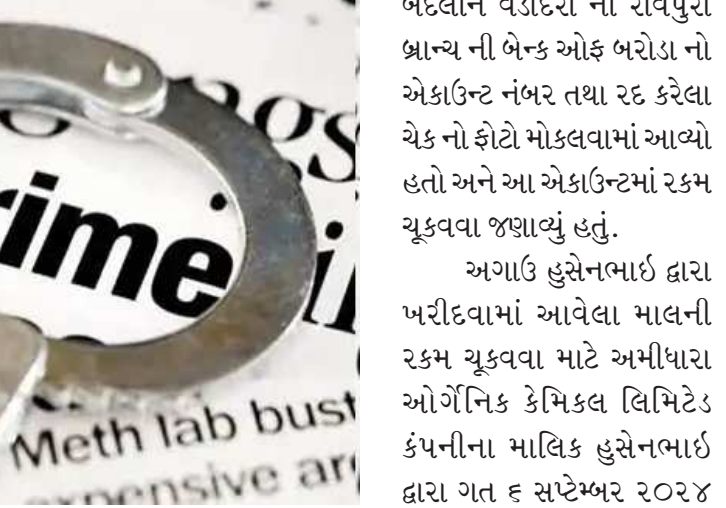 ime
Meth lab bust
expensive
બદલીને વડોદરા ની રાવપુરા
બ્રાન્ચ ની બેન્ક ઓફ બરોડા નો
એકાઉન્ટ નંબર તથા રદ કરેલા
ચેક નો ફોટો મોકલવામાં આવ્યો
હતો અને આ એકાઉન્ટમાં રકમ
ચૂકવવા જણાવ્યું હતું.
અગાઉ હુસેનભાઇ દ્વારા
ખરીદવામાં આવેલા માલની
રકમ ચૂકવવા માટે અમીધારા
ઓર્ગેનિક કેમિકલ લિમિટેડ
કંપનીના માલિક હુસેનભાઇ
દ્વારા ગત ૬ સપ્ટેમ્બર ૨૦૨૪